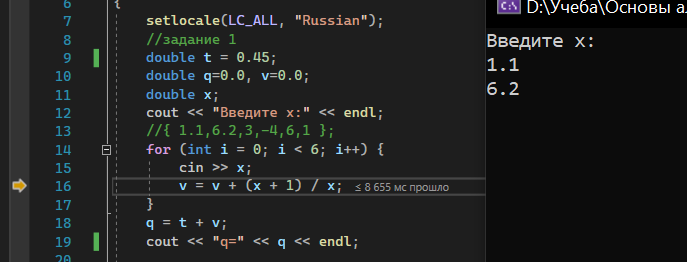 6 {
7 setlocale(LC_ALL, "Russian");
8 //задание 1
9 double t = 0.45;
10 double q=0.0, v=0.0;
11 double x;
12 cout << "Введите x:" << endl;
13 //{ 1.1,6.2,3,-4,6,1 };
14 for (int i = 0; i < 6; i++) {
15 cin >> x;
16 v = v + (x + 1) / x; ≤ 8 655 мс прошло
17 }
18 q = t + v;
19 cout << "q=" << q << endl;
20
C:\ D:\Учеба\Основы ал
Введите x:
1.1
6.2